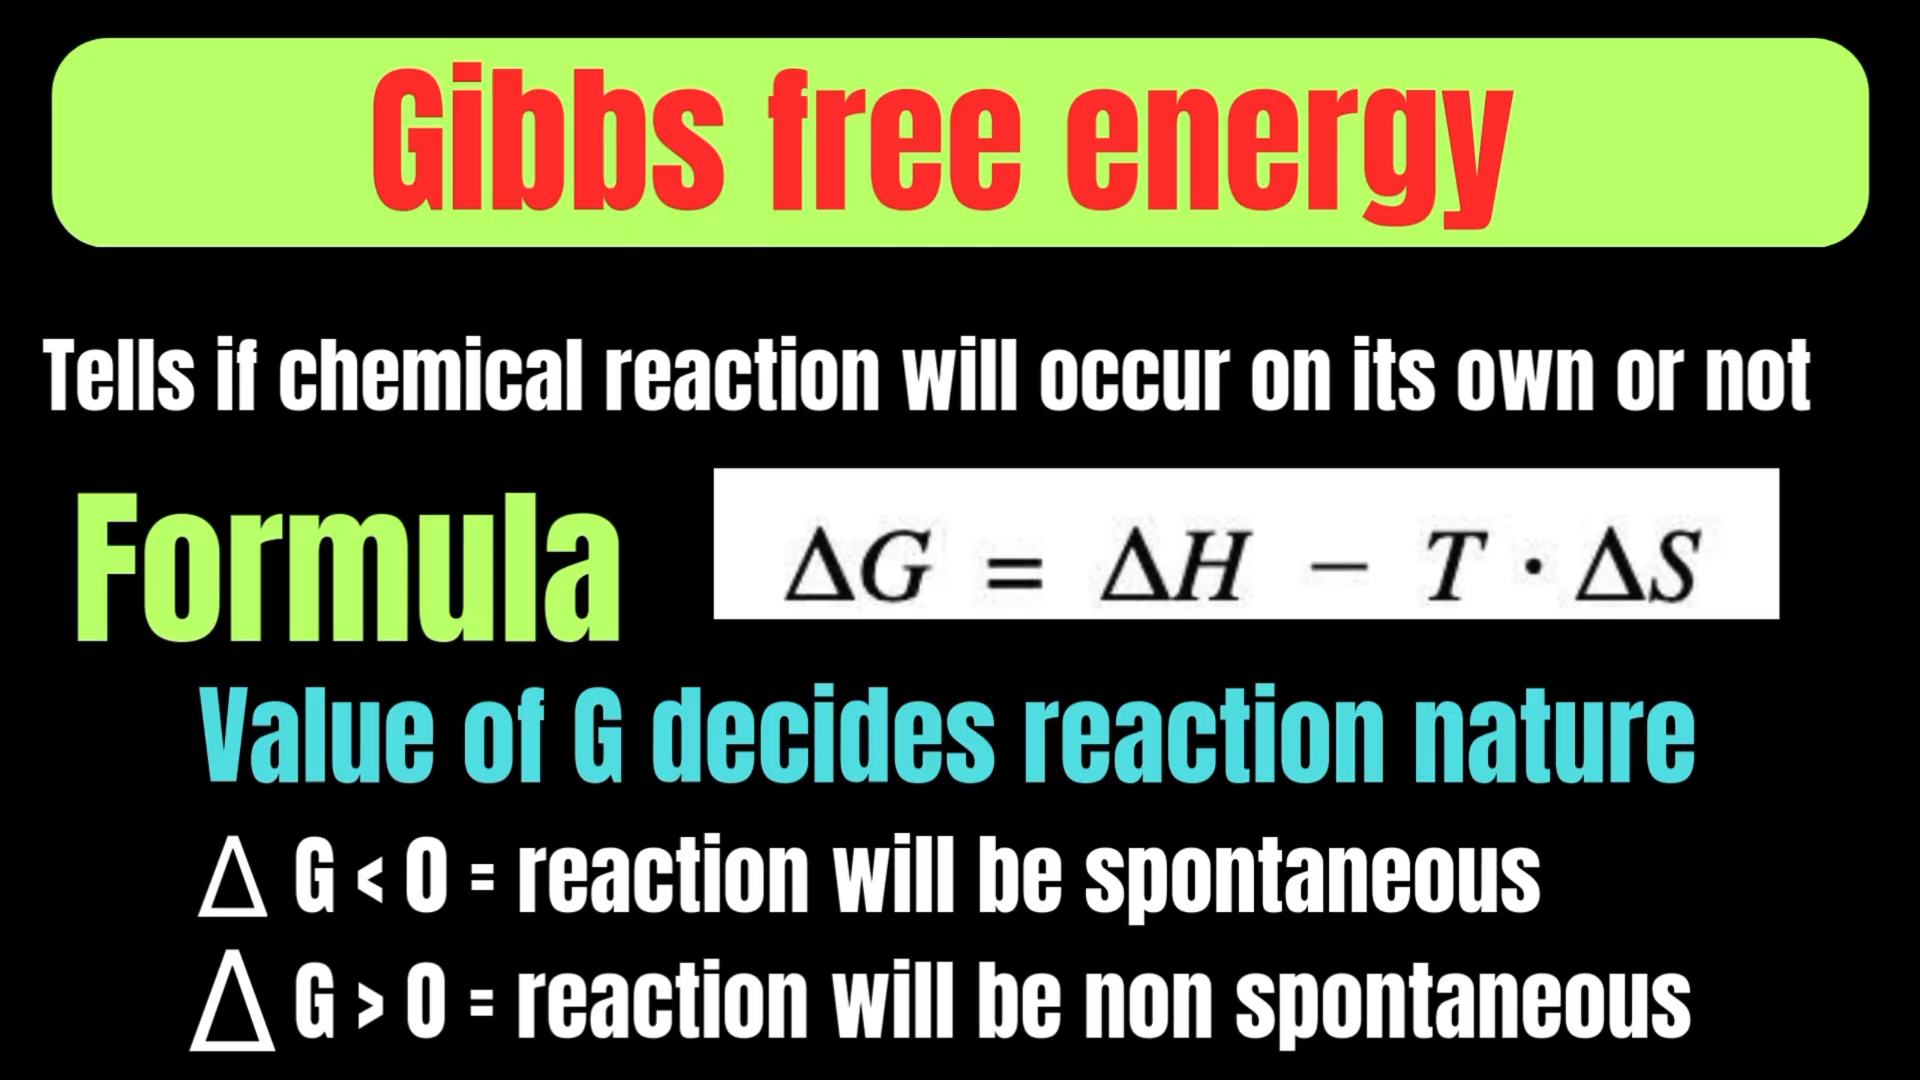 Gibbs free energy
Tells if chemical reaction will occur on its own or not
Formula
ΔG = ΔH − T · ΔS
Value of G decides reaction nature
Δ G < 0 = reaction will be spontaneous
Δ G > 0 = reaction will be non spontaneous